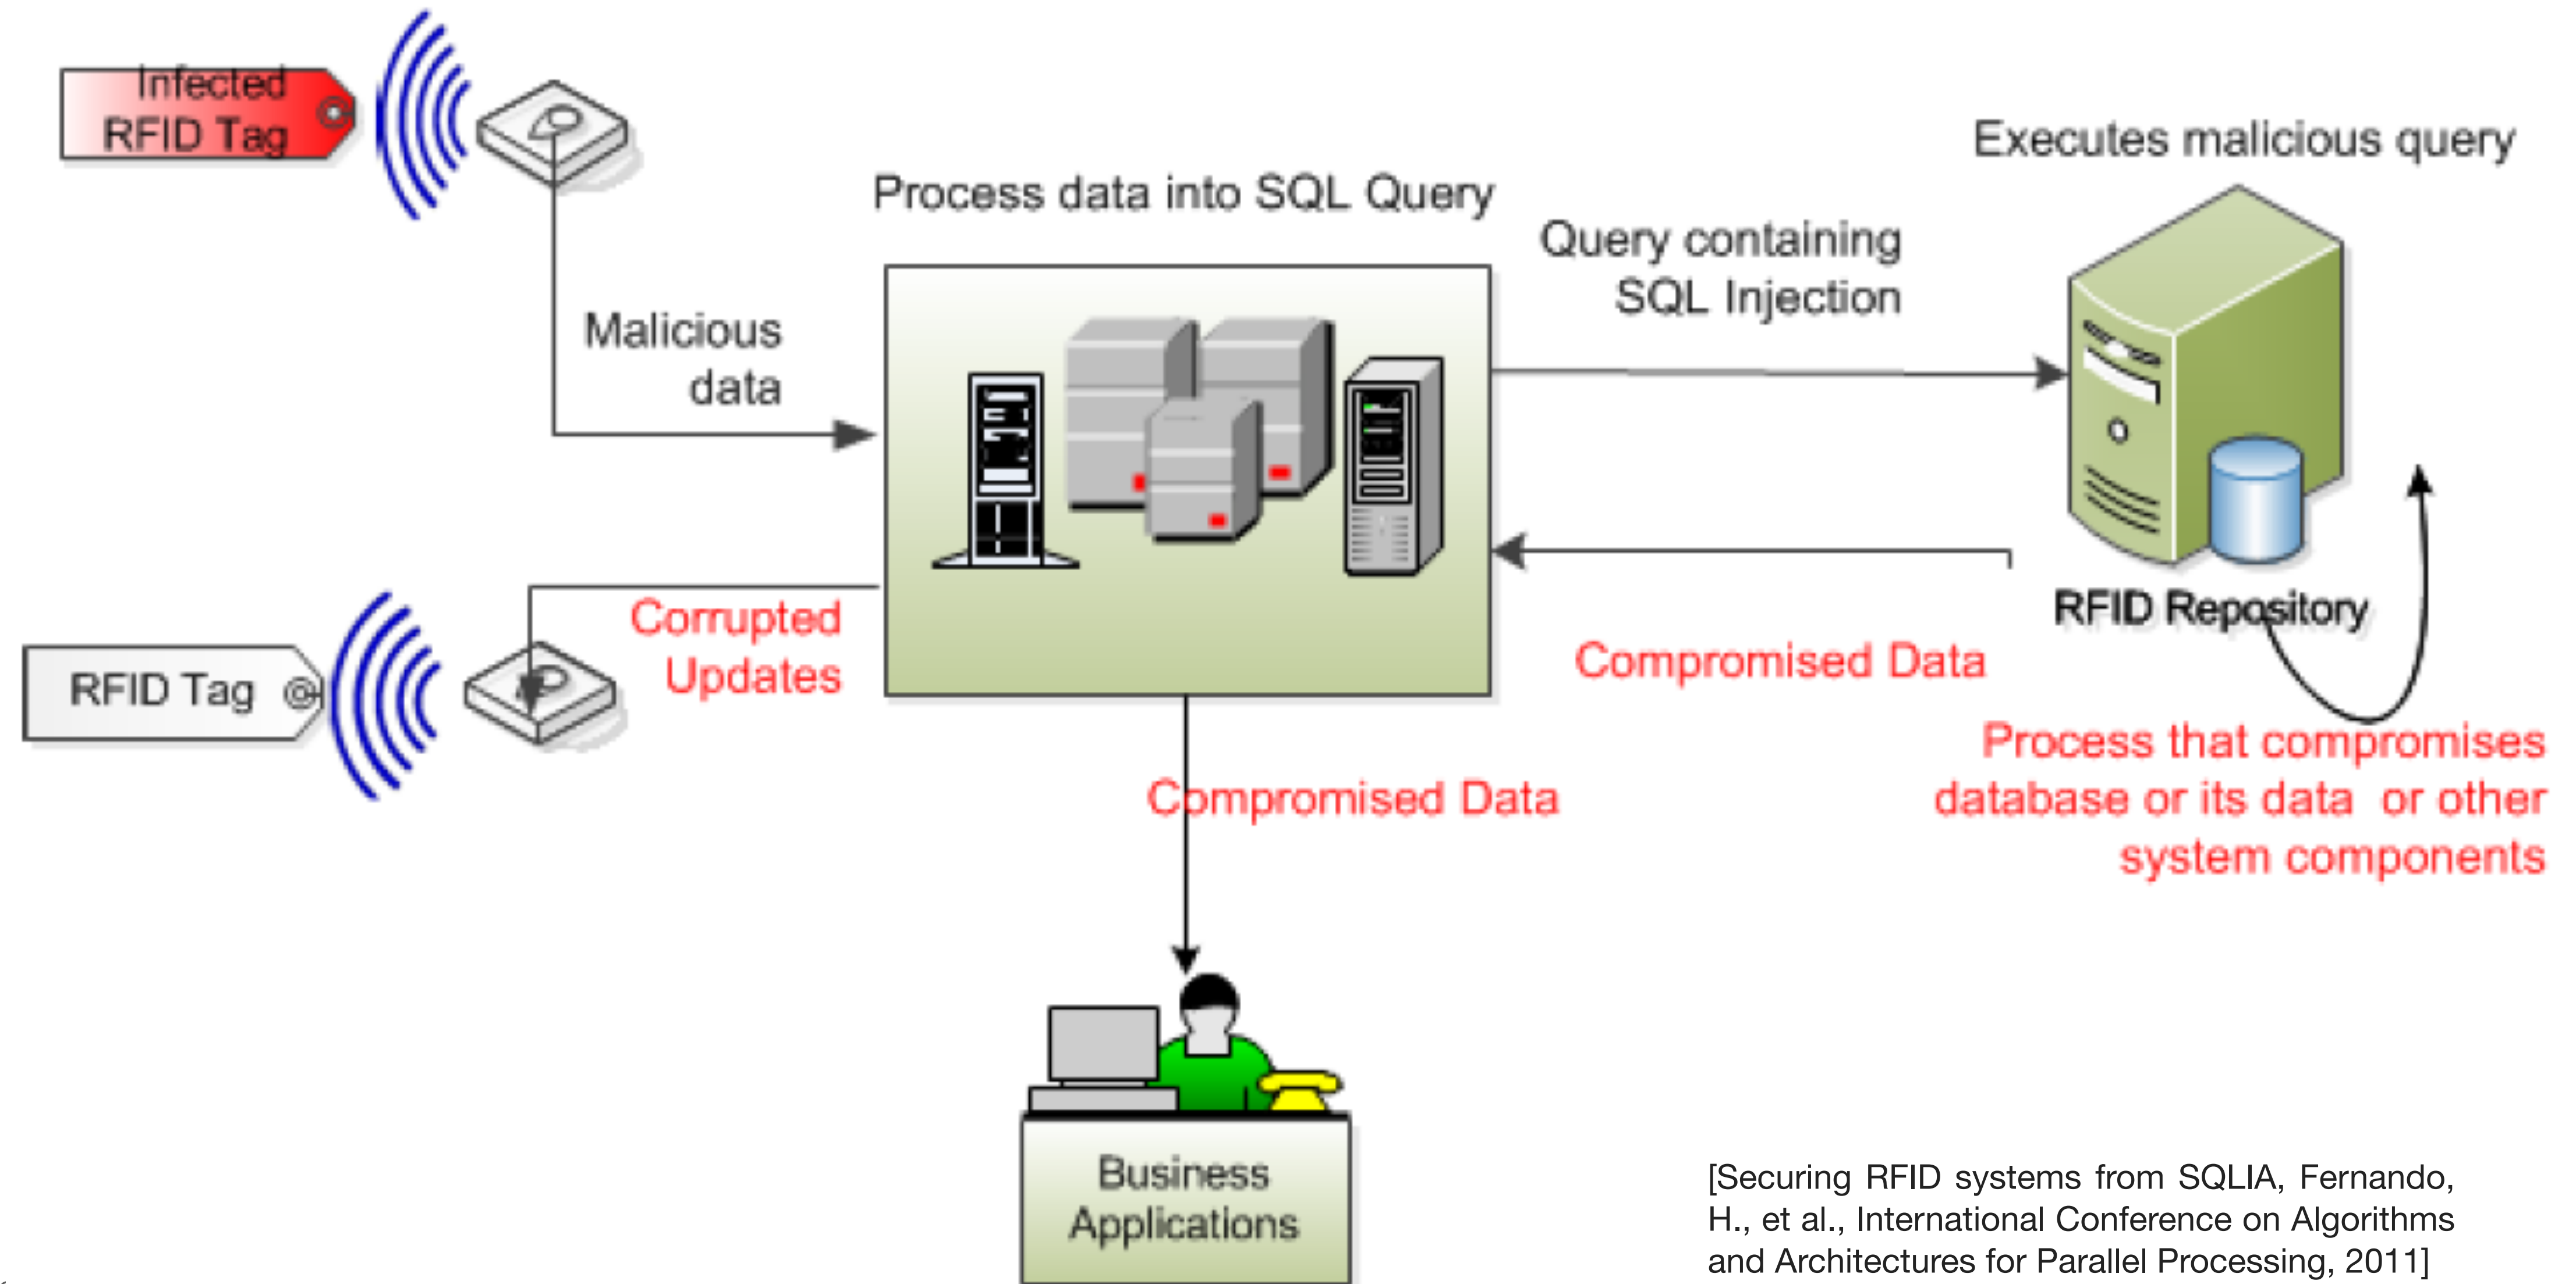 Infected
RFID Tag
Process data into SQL Query
Executes malicious query
Query containing
SQL Injection
Malicious
data
RFID Repository
Corrupted
Updates
RFID Tag
Compromised Data
Process that compromises
database or its data or other
system components
Compromised Data
Business
Applications
[Securing RFID systems from SQLIA, Fernando,
H., et al., International Conference on Algorithms
and Architectures for Parallel Processing, 2011]